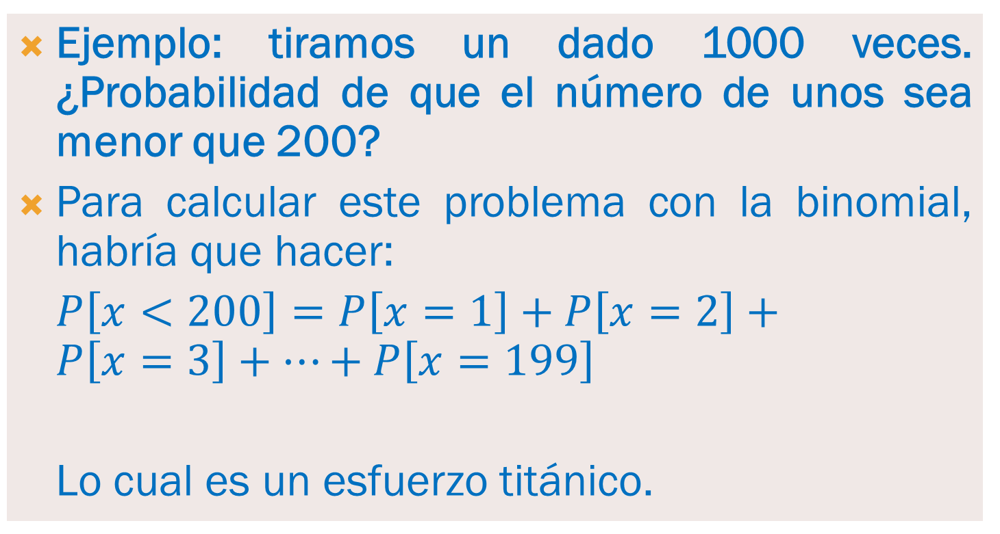 × Ejemplo: tiramos un dado 1000 veces.
¿Probabilidad de que el número de unos sea
menor que 200?
× Para calcular este problema con la binomial,
habría que hacer:
P[x < 200] = P[x = 1] + P[x = 2] +
P[x = 3] + ⋯ + P[x = 199]
Lo cual es un esfuerzo titánico.